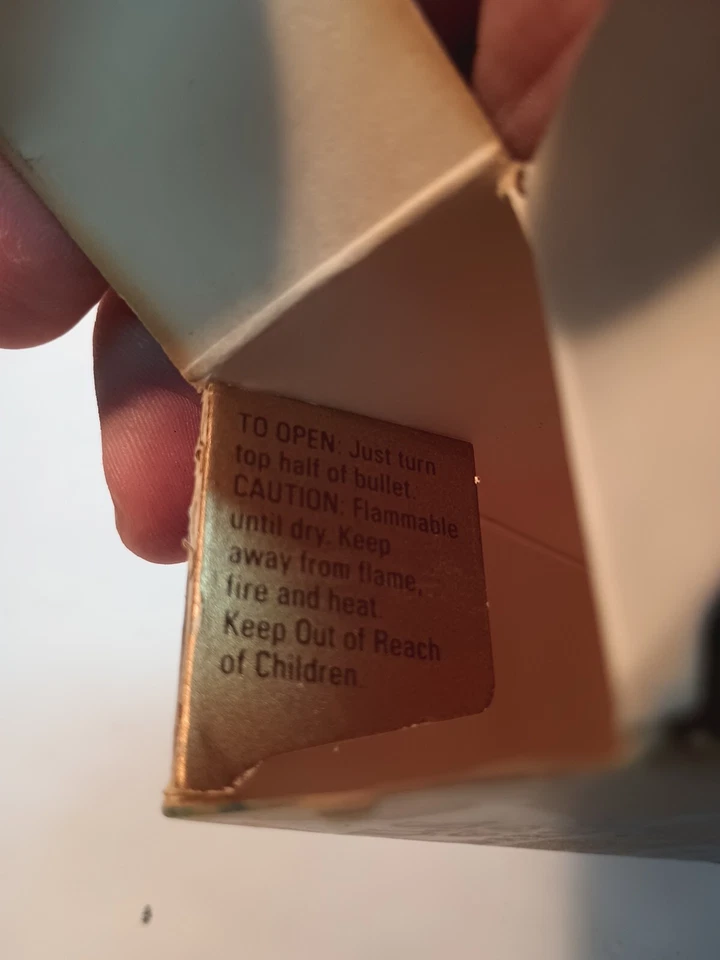 TO OPEN: Just turn
top half of bullet.
CAUTION: Flammable
until dry. Keep
away from flame,
fire and heat.
Keep Out of Reach
of Children.